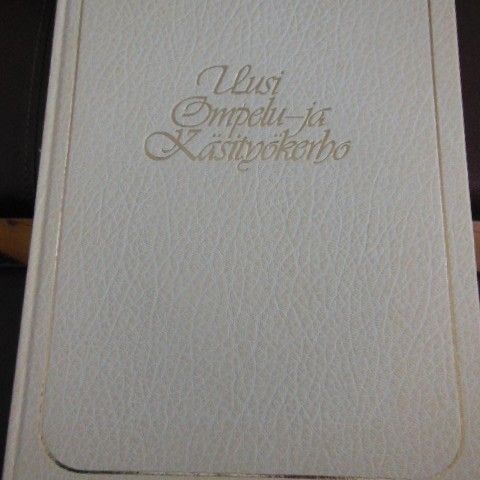 Uusi
Ompelu- ja
Käsityökerho